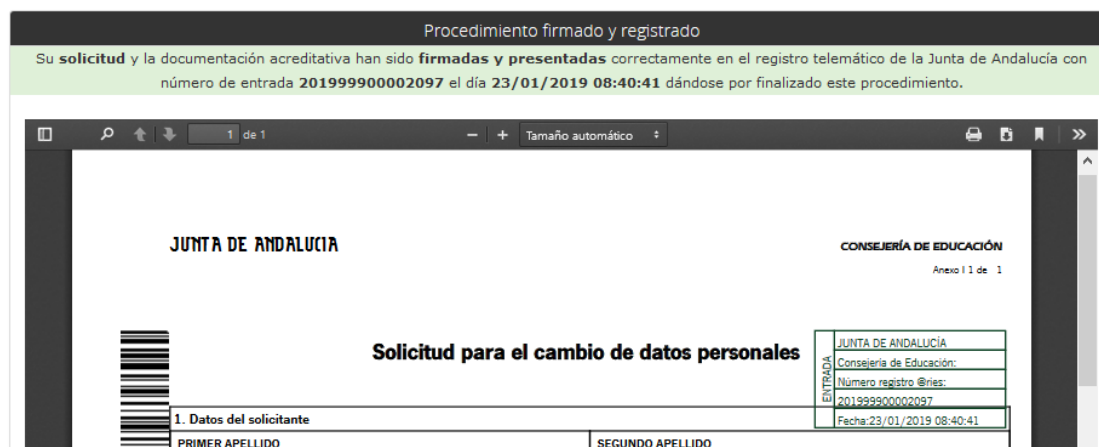 Procedimiento firmado y registrado
Su solicitud y la documentación acreditativa han sido firmadas y presentadas correctamente en el registro telemático de la Junta de Andalucía con
número de entrada 201999900002097 el día 23/01/2019 08:40:41 dándose por finalizado este procedimiento.
1 de 1
Tamaño automático
JUNTA DE ANDALUCIA
CONSEJERÍA DE EDUCACIÓN
Anexo I 1 de 1
Solicitud para el cambio de datos personales
ENTRADA
JUNTA DE ANDALUCÍA
Consejería de Educación:
Número registro @ries:
201999900002097
Fecha:23/01/2019 08:40:41
1. Datos del solicitante
PRIMER APELLIDO
SEGUNDO APELLIDO